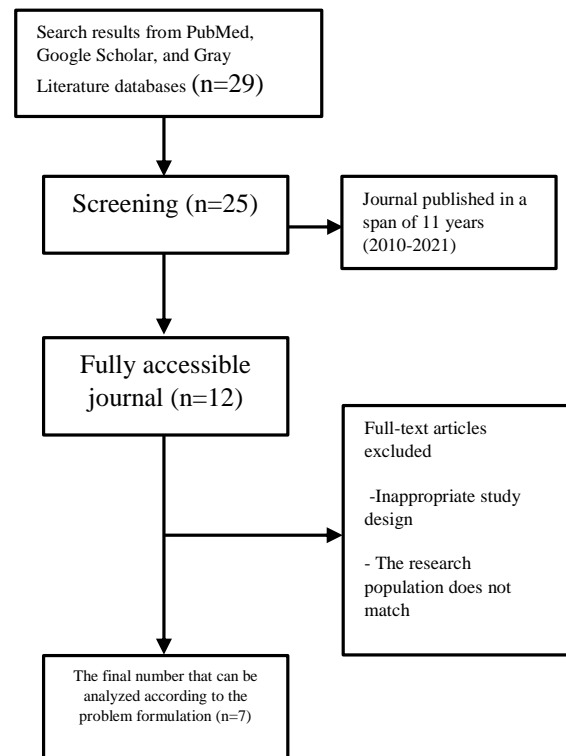 Search results from PubMed,
Google Scholar, and Gray
Literature databases (n=29)
Screening (n=25)
Journal published in a
span of 11 years
(2010-2021)
Fully accessible
journal (n=12)
Full-text articles
excluded
-Inappropriate study
design
- The research
population does not
match
The final number that can be
analyzed according to the
problem formulation (n=7)